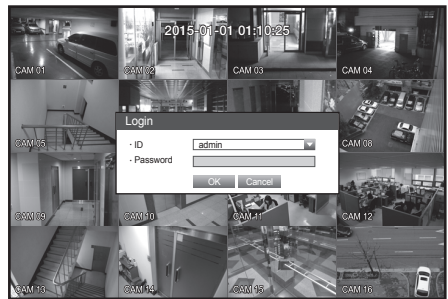 2015-01-01 01:10:25
CAM 01
CAM 02
CAM 03
CAM 04
CAM 05
Login
· ID
admin
· Password
OK
Cancel
CAM 08
CAM 09
CAM 10
CAM 11
CAM 12
CAM 13
CAM 14
CAM 15
CAM 16